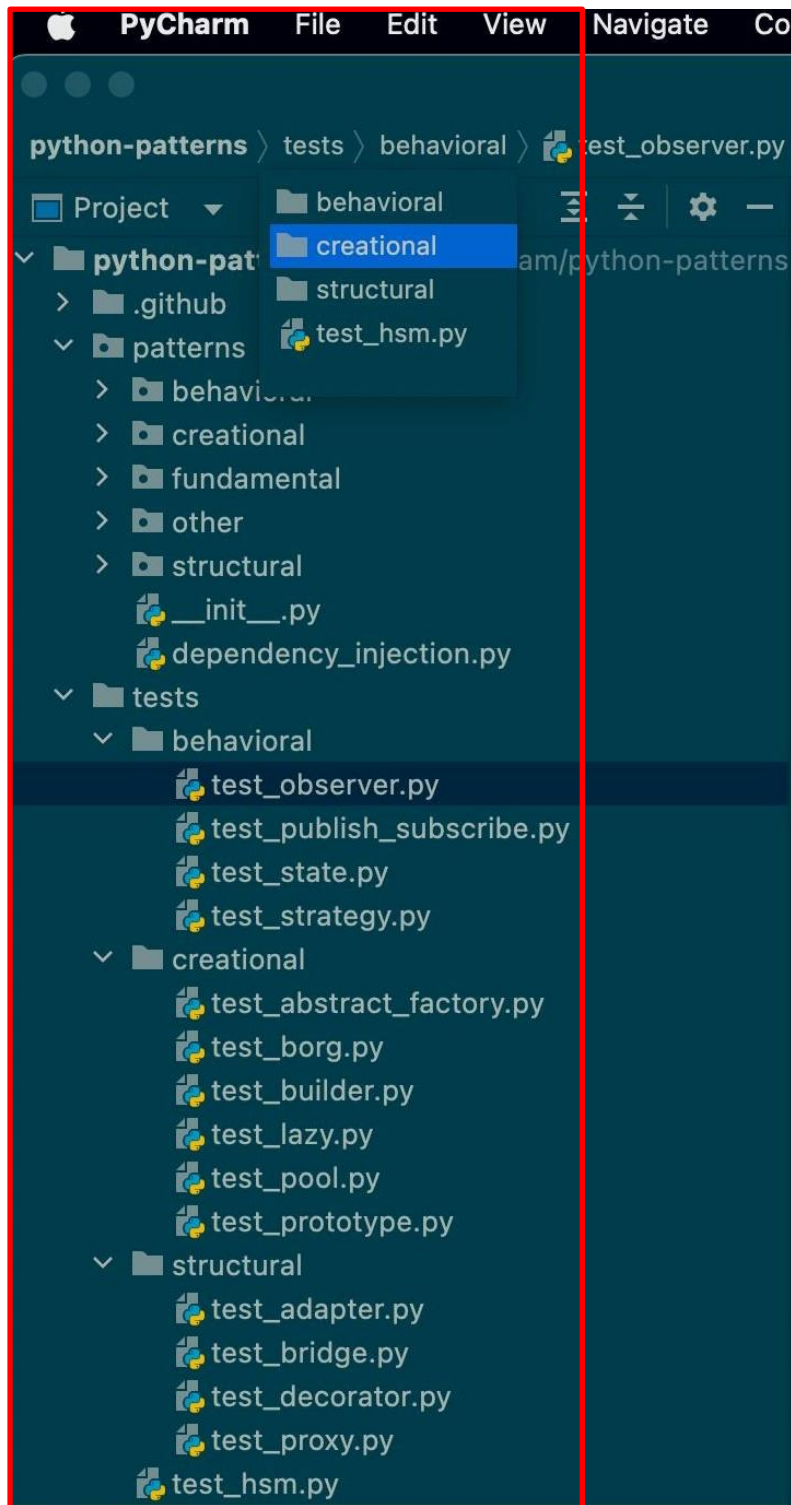 PyCharm File Edit View Navigate Co
python-patterns tests behavioral test_observer.py
Project
behavioral
creational
structural
test_hsm.py
python-pat am/python-patterns
.github
patterns
behavioral
creational
fundamental
other
structural
__init__.py
dependency_injection.py
tests
behavioral
test_observer.py
test_publish_subscribe.py
test_state.py
test_strategy.py
creational
test_abstract_factory.py
test_borg.py
test_builder.py
test_lazy.py
test_pool.py
test_prototype.py
structural
test_adapter.py
test_bridge.py
test_decorator.py
test_proxy.py
test_hsm.py